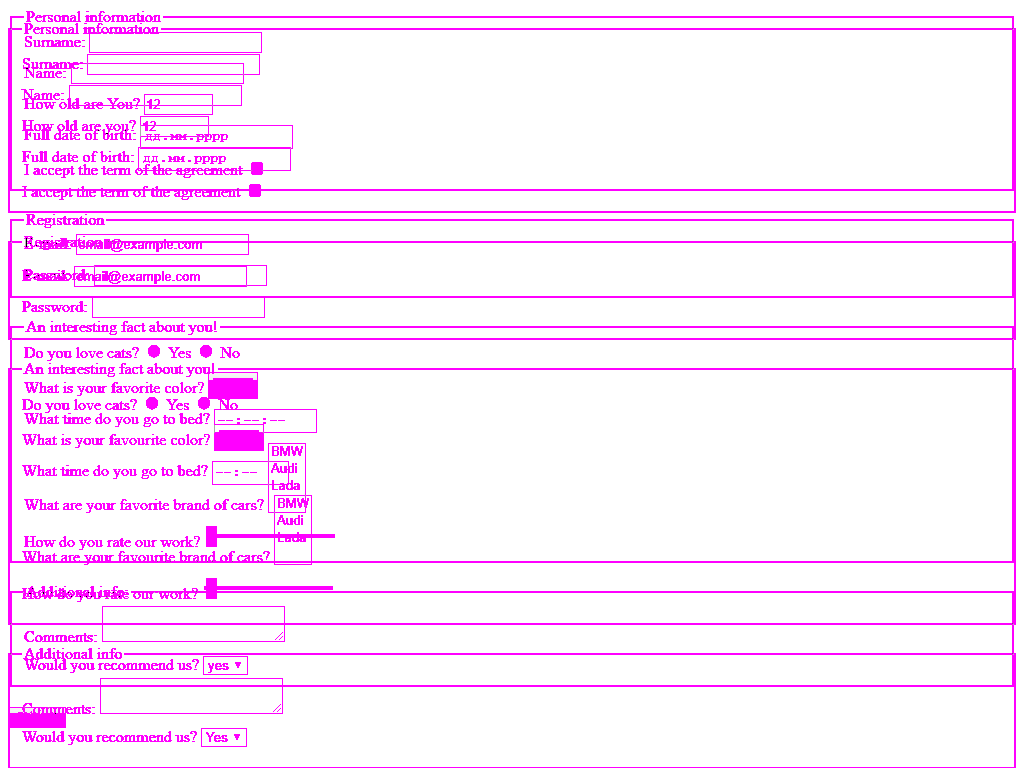 Personal information
Personal information
Surname:
Surname:
Name:
Name:
How old are You? 12
How old are you? 12
Full date of birth: дд.мм.гггг
Full date of birth: дд.мм.гггг
I accept the term of the agreement
I accept the term of the agreement
Registration
Registration
E-mail: email@example.com
Password:
E-mail: email@example.com
Password:
An interesting fact about you!
Do you love cats? Yes No
An interesting fact about you!
What is your favorite color?
Do you love cats? Yes No
What time do you go to bed? --:--:--
What is your favourite color?
BMW
Audi
Lada
What time do you go to bed? --:--
What are your favorite brand of cars?
BMW
Audi
Lada
How do you rate our work?
What are your favourite brand of cars?
Additional info
How do you rate our work?
Comments:
Additional info
Would you recommend us? yes
Comments:
Would you recommend us? Yes